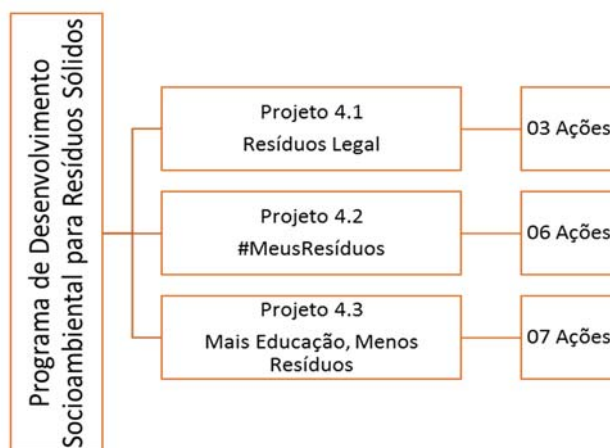 Programa de Desenvolvimento
Socioambiental para Resíduos Sólidos
Projeto 4.1
Resíduos Legal
03 Ações
Projeto 4.2
#MeusResíduos
06 Ações
Projeto 4.3
Mais Educação, Menos
Resíduos
07 Ações